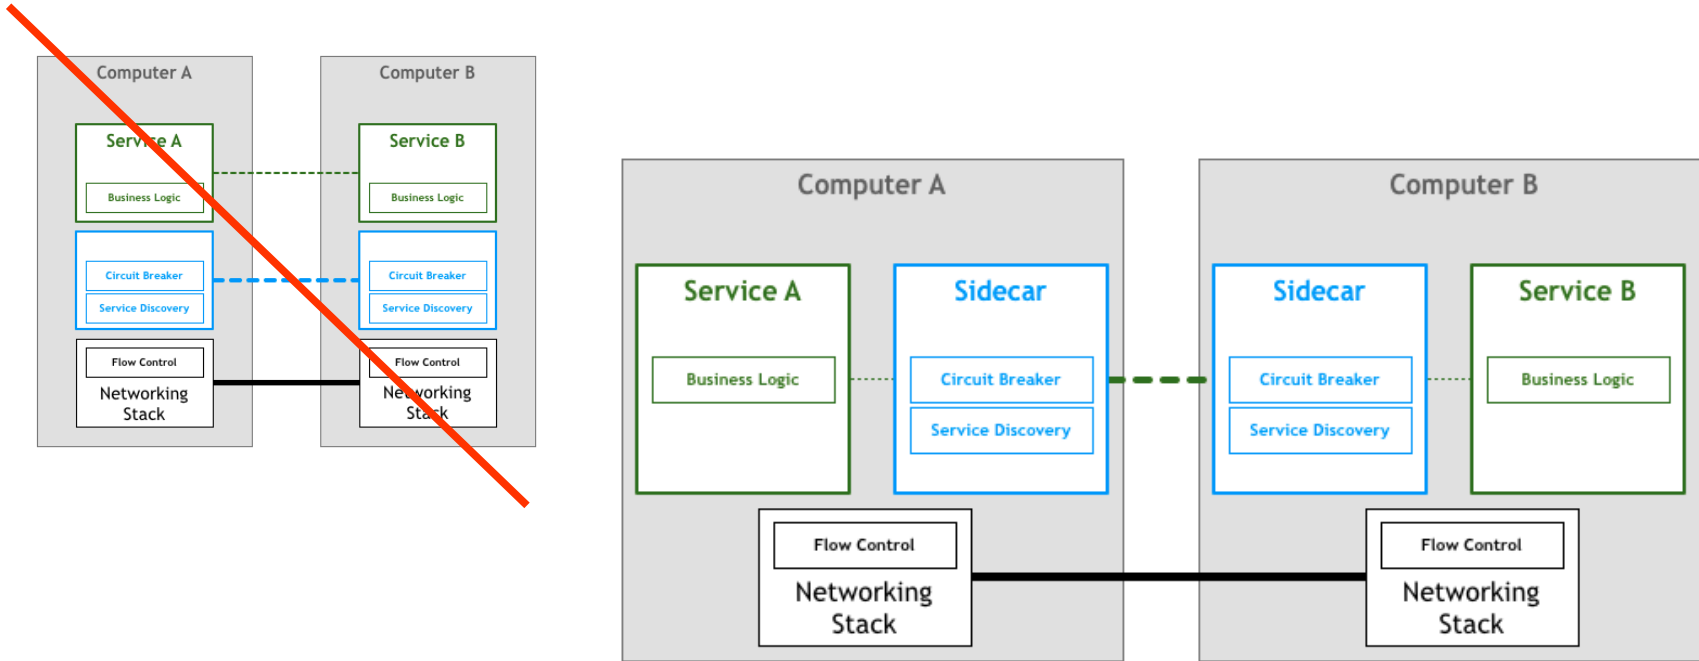 Computer A
Service A
Business Logic
Circuit Breaker
Service Discovery
Flow Control
Networking
Stack
Computer B
Service B
Business Logic
Circuit Breaker
Service Discovery
Flow Control
Networking
Stack
Computer A
Service A
Business Logic
Sidecar
Circuit Breaker
Service Discovery
Flow Control
Networking
Stack
Computer B
Sidecar
Circuit Breaker
Service Discovery
Service B
Business Logic
Flow Control
Networking
Stack